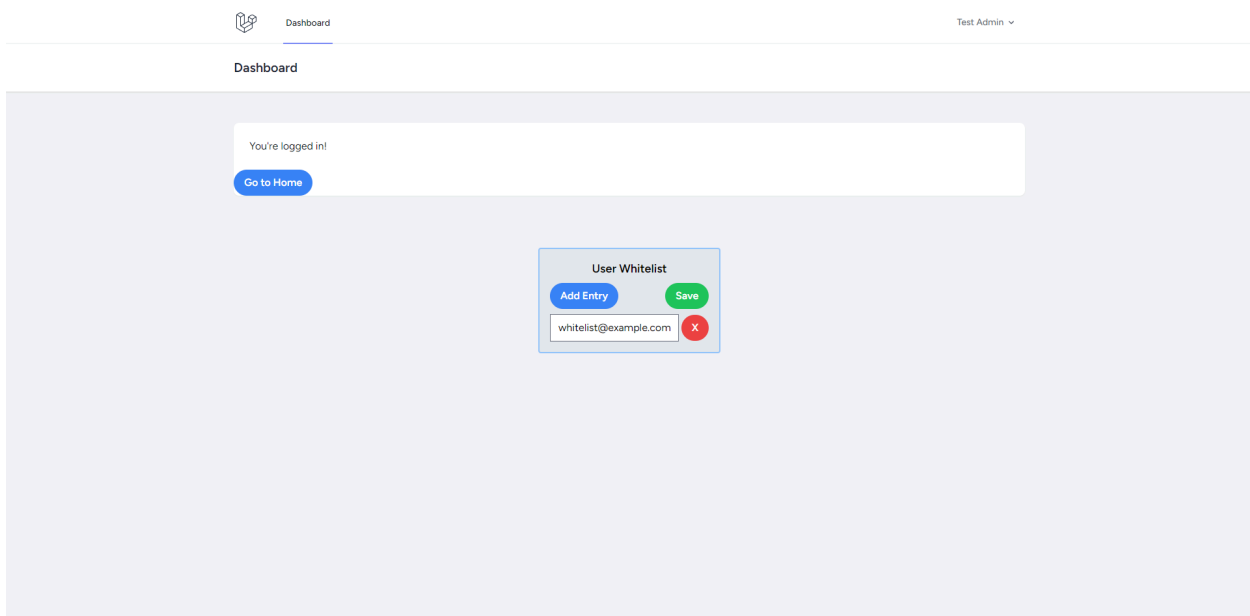 Dashboard
Test Admin
Dashboard
You're logged in!
Go to Home
User Whitelist
Add Entry
Save
whitelist@example.com
X